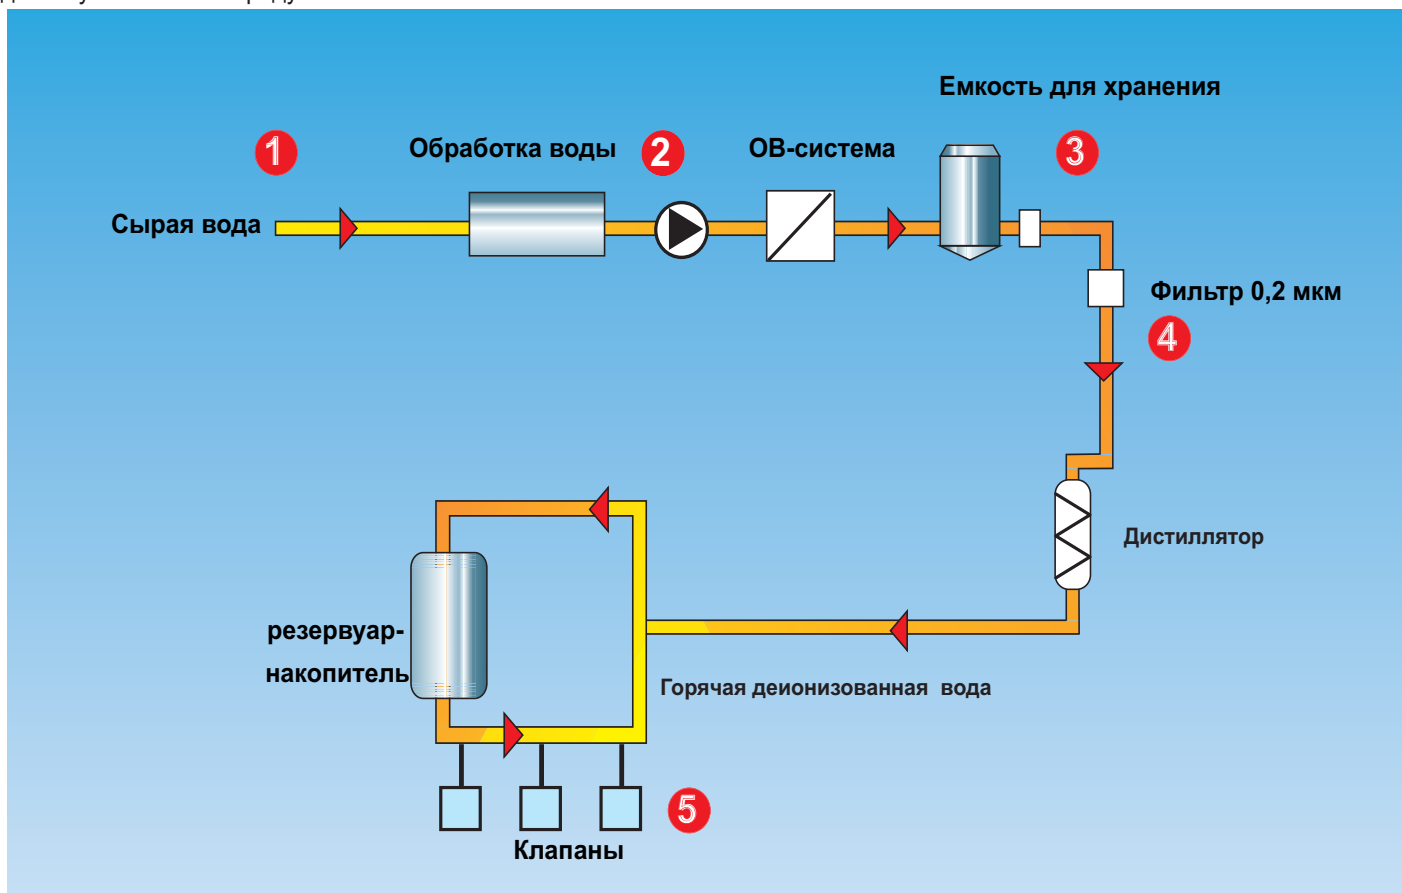 Емкость для хранения
1
Обработка воды
2
ОВ-система
3
Сырая вода
Фильтр 0,2 мкм
4
Дистиллятор
резервуар-
накопитель
Горячая деионизованная вода
5
Клапаны